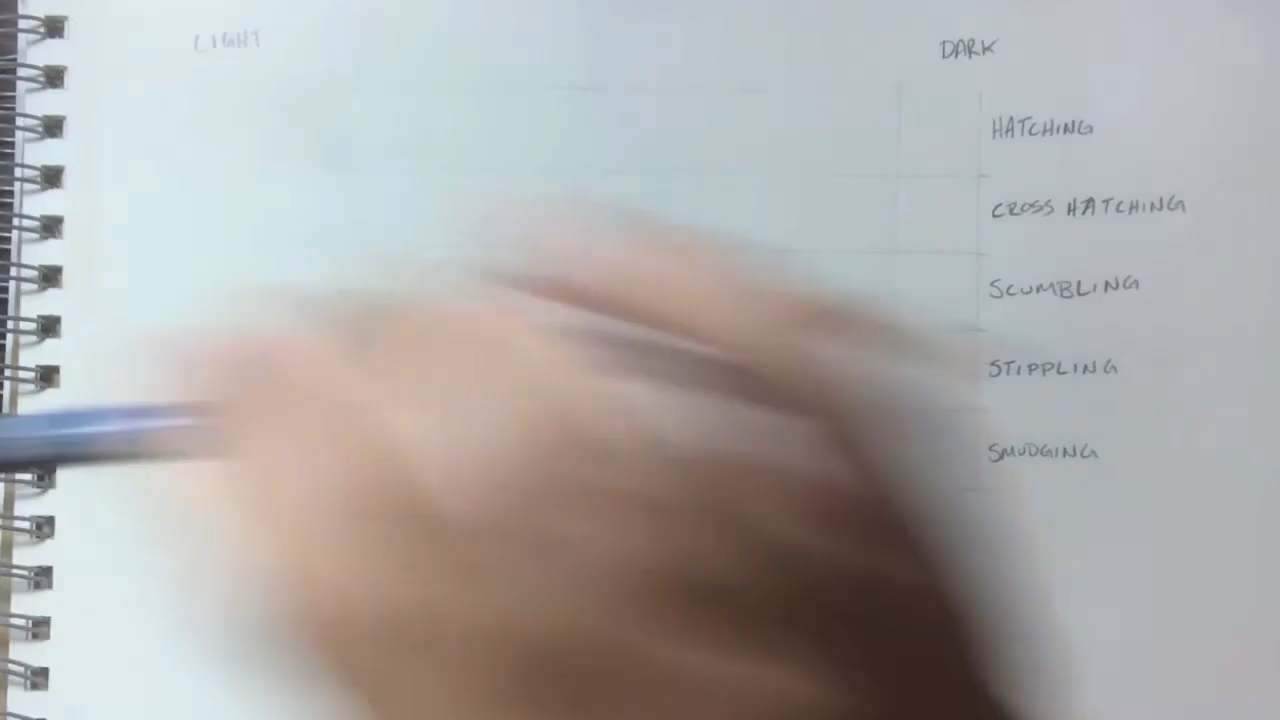 LIGHT
DARK
HATCHING
CROSS HATCHING
SCUMBLING
STIPPLING
SMUDGING